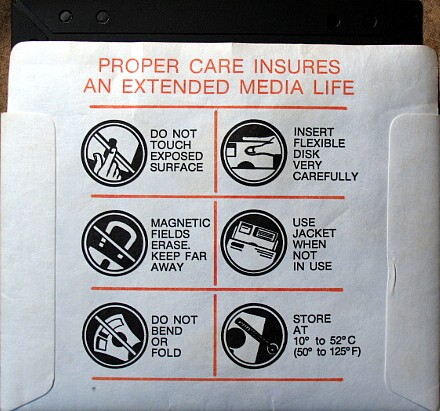 PROPER CARE INSURES
AN EXTENDED MEDIA LIFE
DO NOT
TOUCH
EXPOSED
SURFACE
INSERT
FLEXIBLE
DISK
VERY
CAREFULLY
MAGNETIC
FIELDS
ERASE.
KEEP FAR
AWAY
USE
JACKET
WHEN
NOT
IN USE
DO NOT
BEND
OR
FOLD
STORE
AT
10° to 52°C
(50° to 125°F)